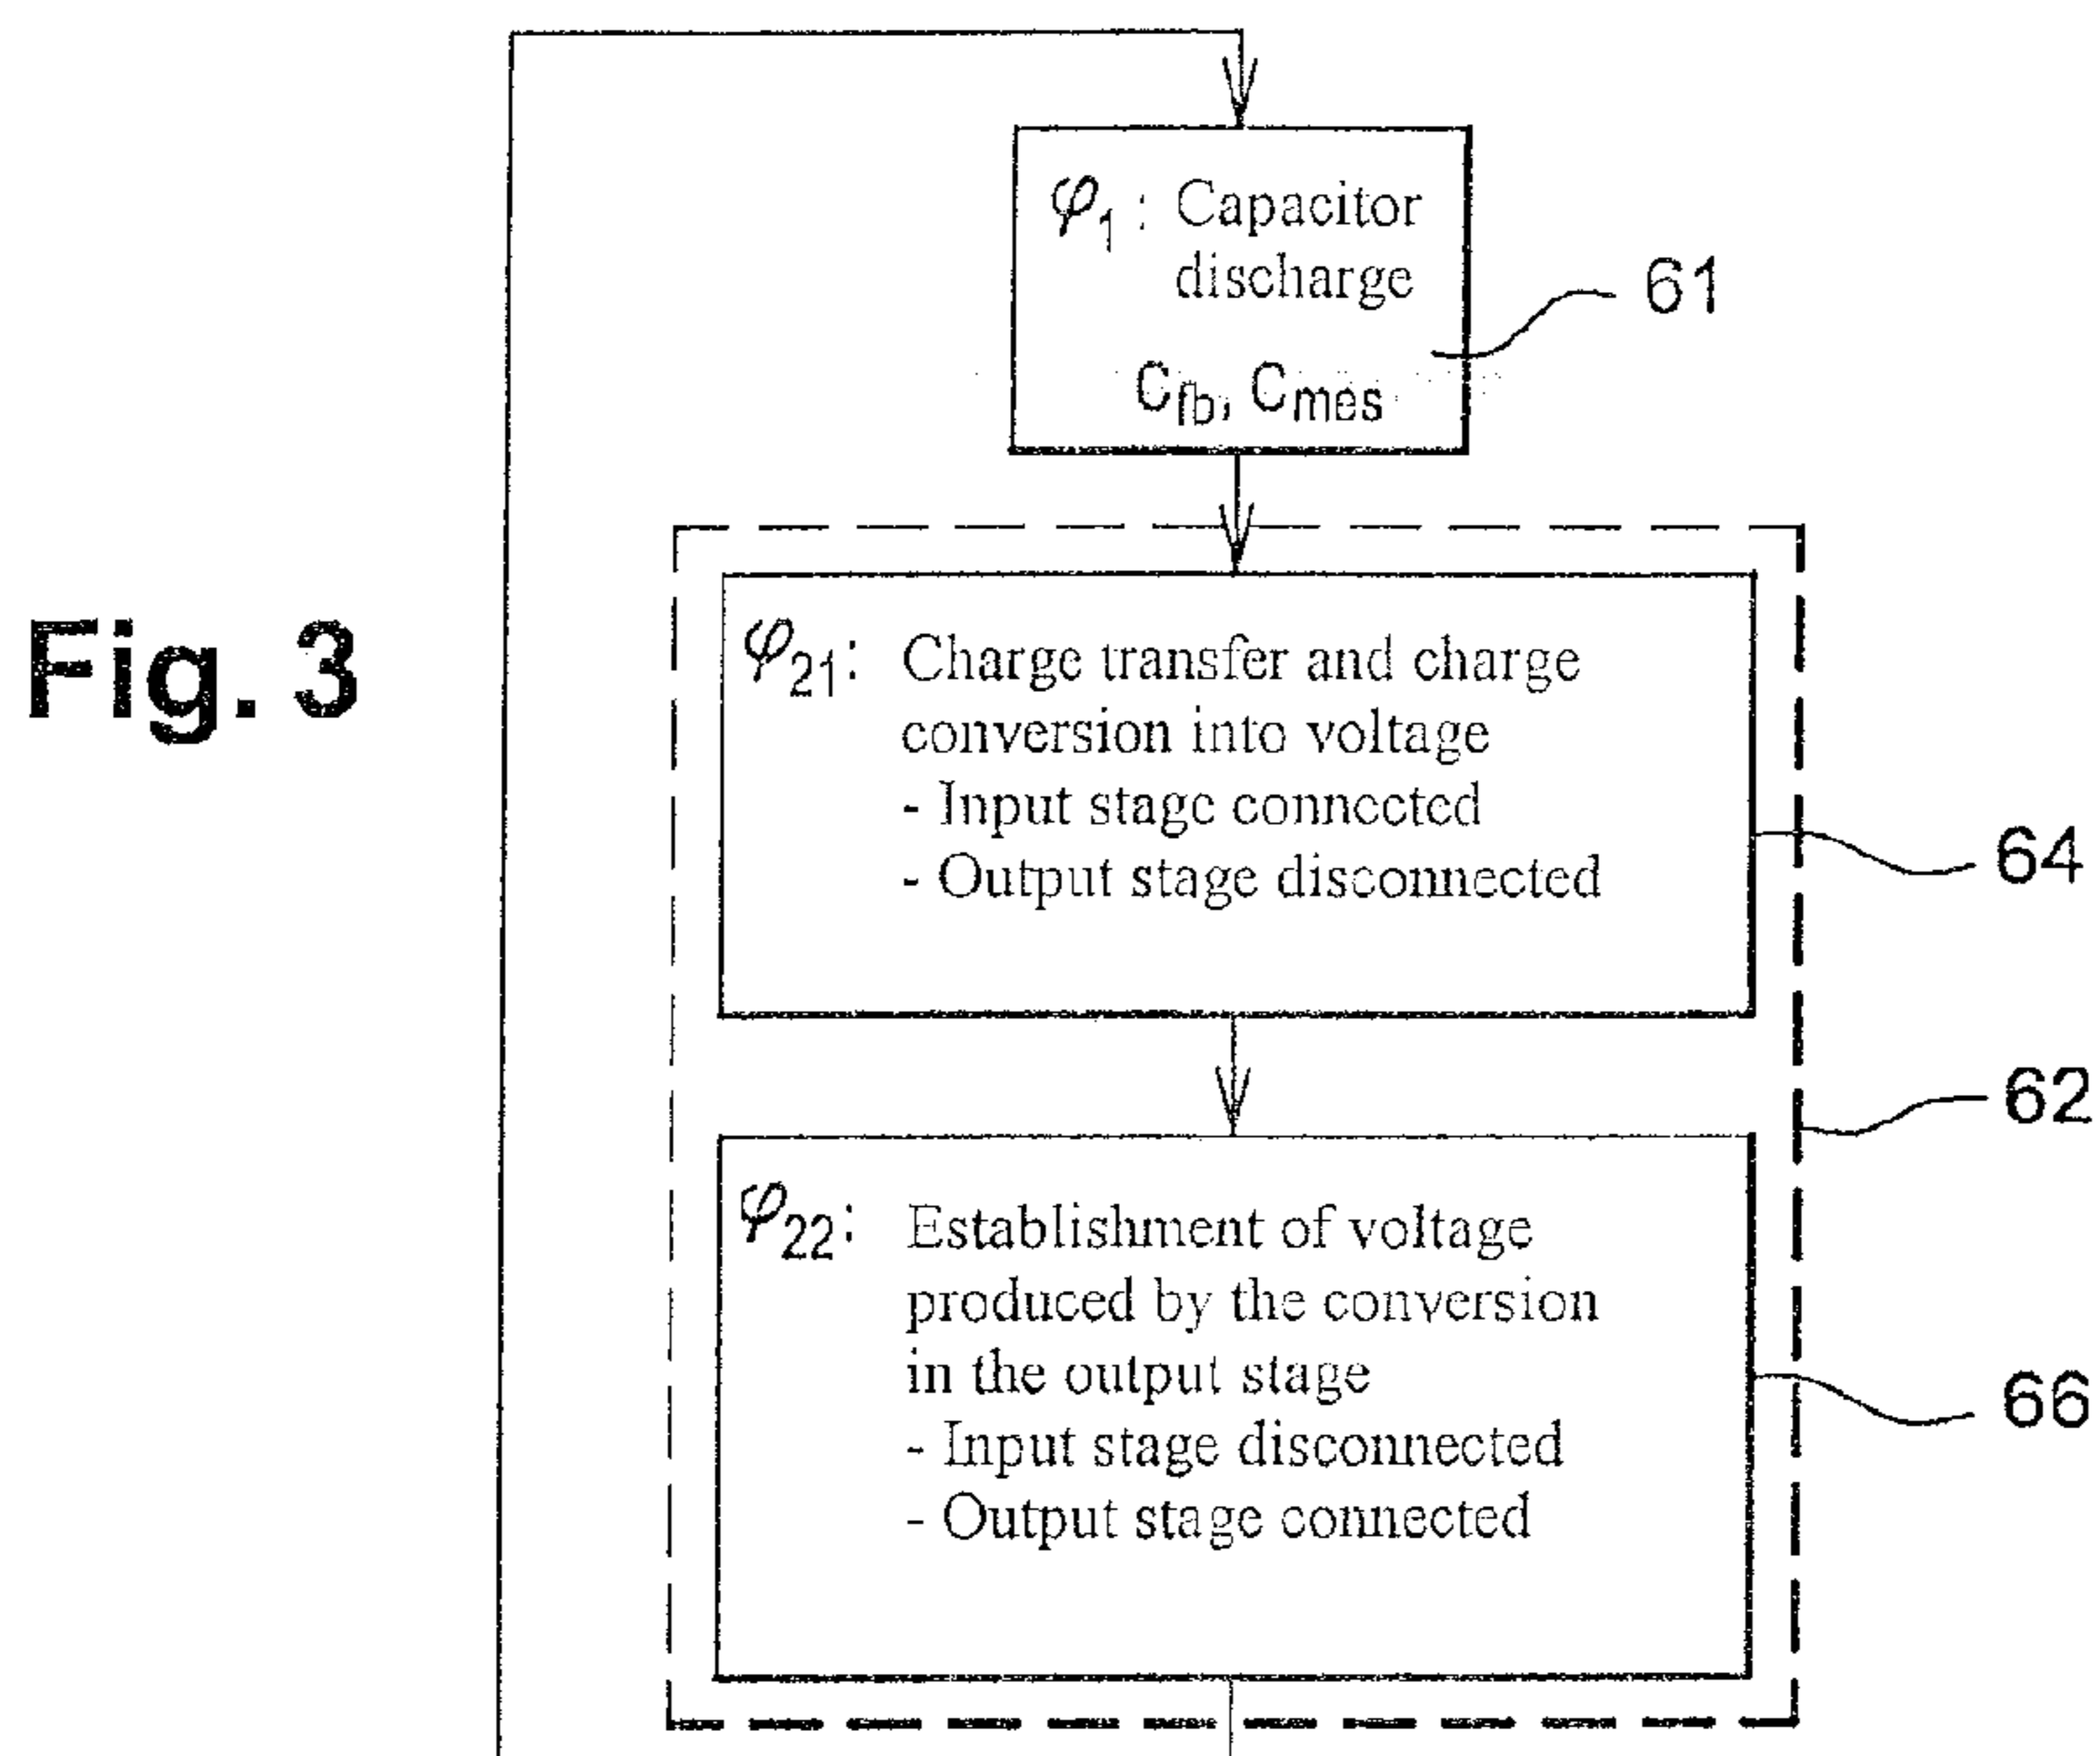 Fig. 3
φ1 : Capacitor
discharge
Cfb, Cmes
61
φ21: Charge transfer and charge
conversion into voltage
- Input stage connected
- Output stage disconnected
64
62
φ22: Establishment of voltage
produced by the conversion
in the output stage
- Input stage disconnected
- Output stage connected
66